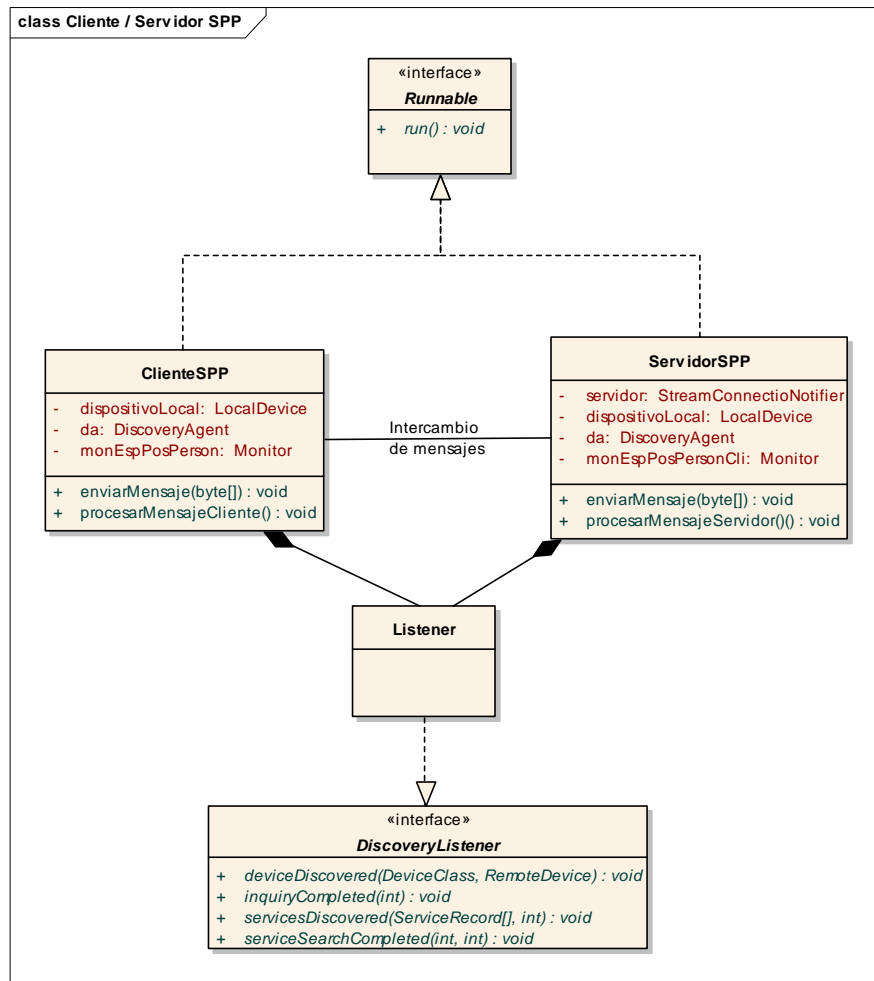 class Cliente / Servidor SPP
«interface»
Runnable
+ run() : void
ClienteSPP
- dispositivoLocal: LocalDevice
- da: DiscoveryAgent
- monEspPosPerson: Monitor
+ enviarMensaje(byte[]) : void
+ procesarMensajeCliente() : void
Intercambio
de mensajes
ServidorSPP
- servidor: StreamConnectioNotifier
- dispositivoLocal: LocalDevice
- da: DiscoveryAgent
- monEspPosPersonCli: Monitor
+ enviarMensaje(byte[]) : void
+ procesarMensajeServidor()() : void
Listener
«interface»
DiscoveryListener
+ deviceDiscovered(DeviceClass, RemoteDevice) : void
+ inquiryCompleted(int) : void
+ servicesDiscovered(ServiceRecord[], int) : void
+ serviceSearchCompleted(int, int) : void